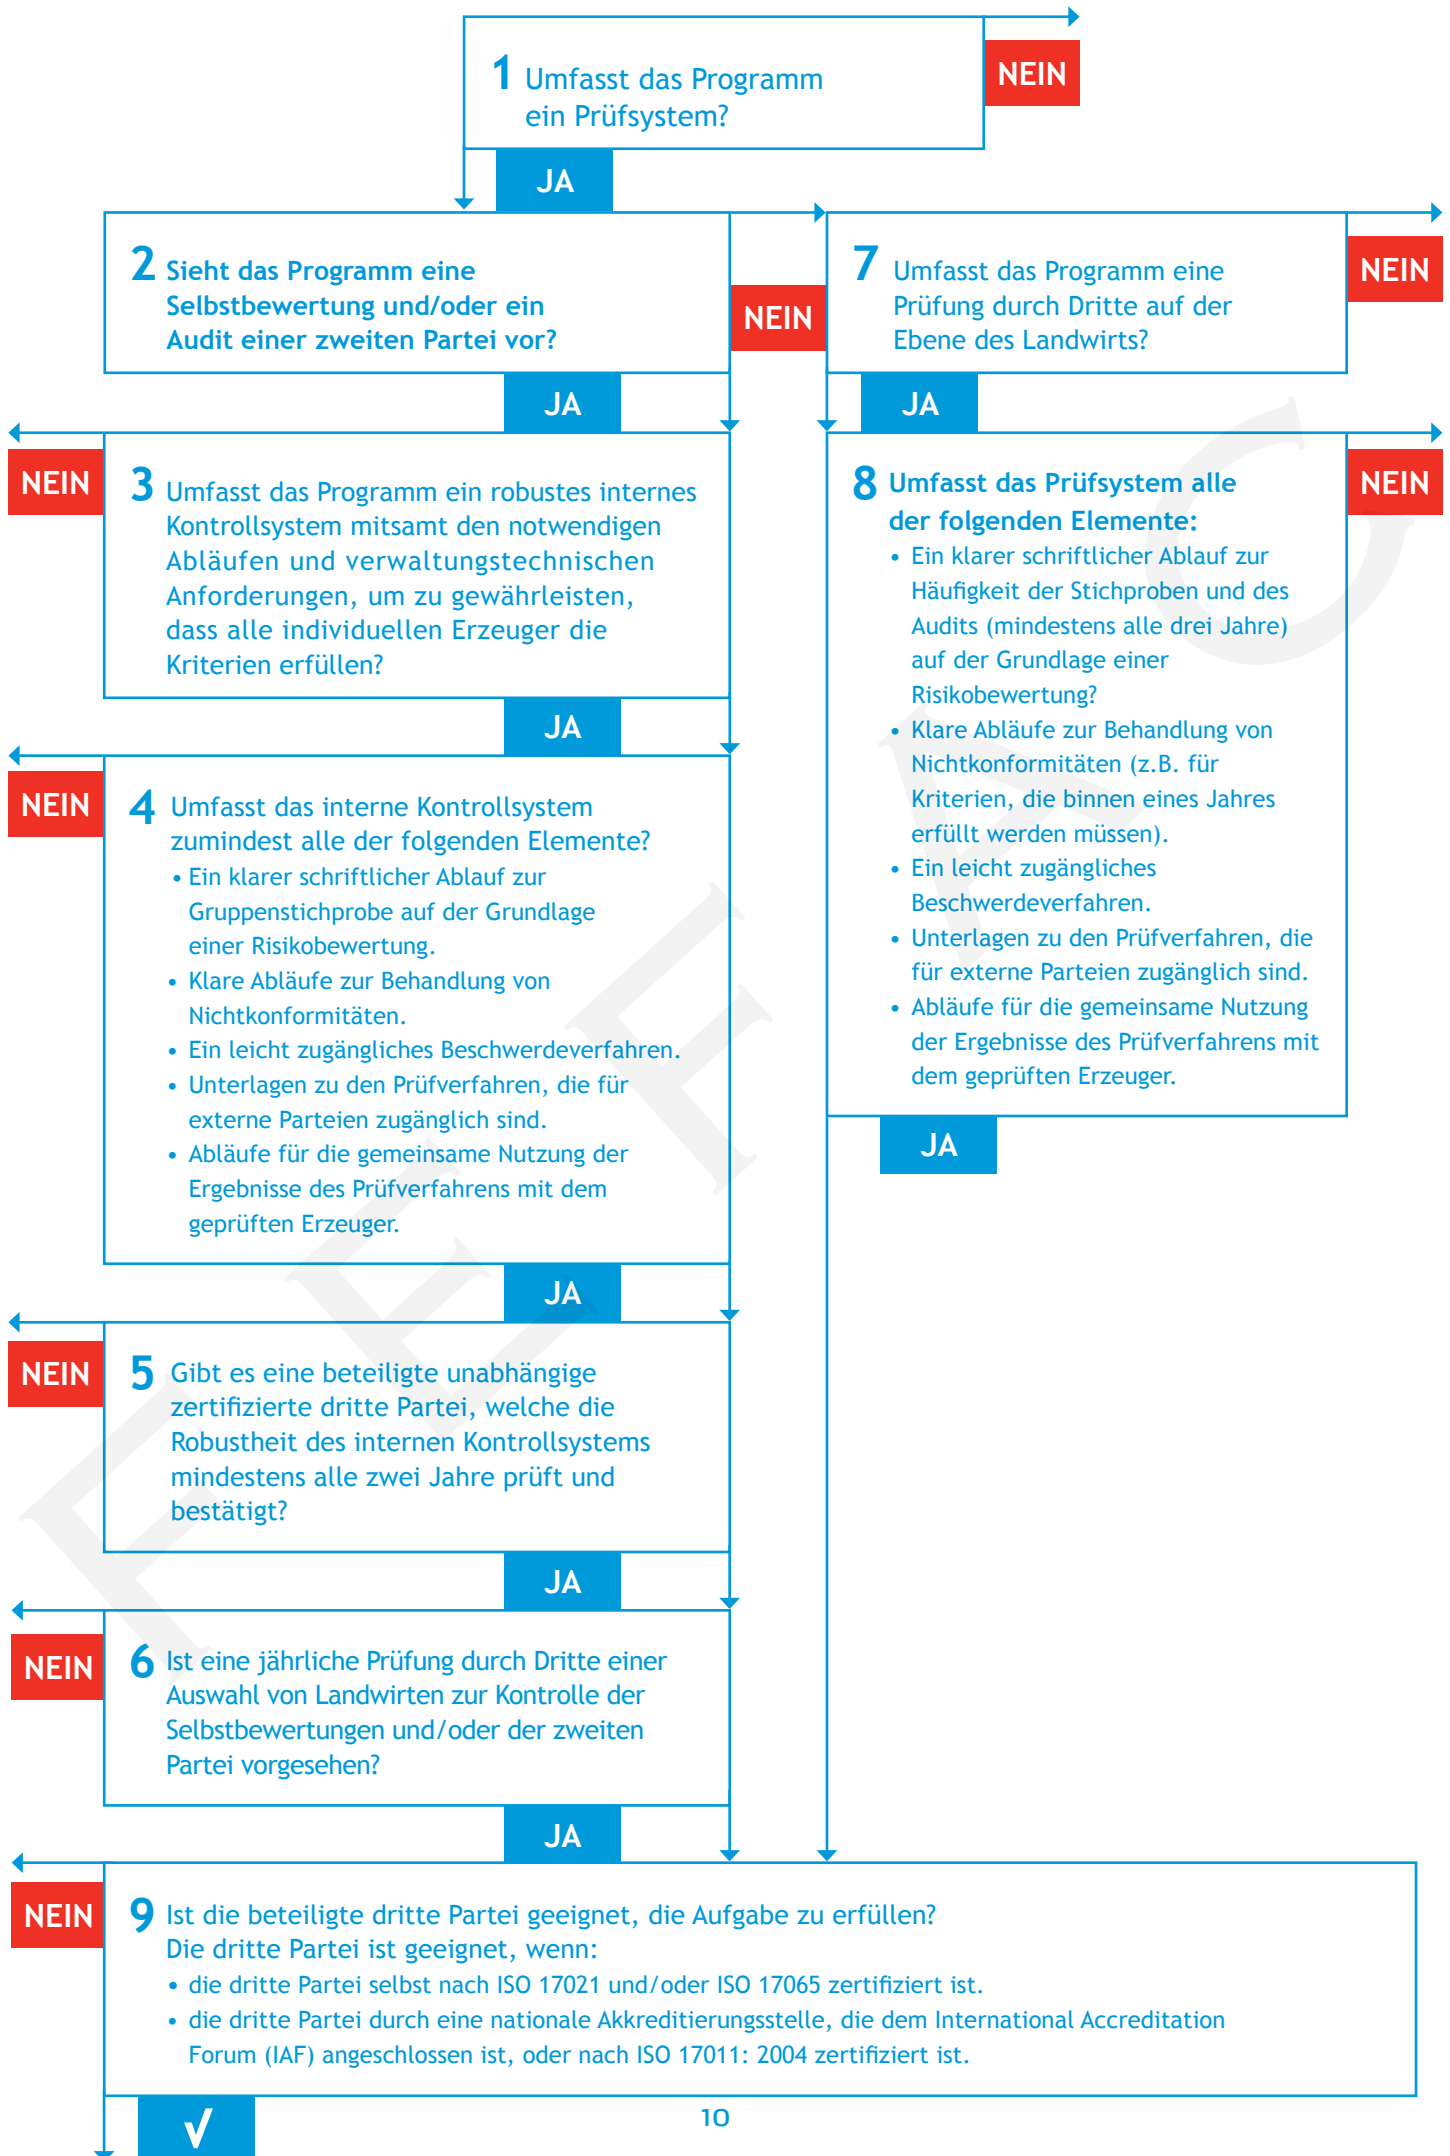 1 Umfasst das Programm
ein Prüfsystem?
NEIN
JA
2 Sieht das Programm eine
Selbstbewertung und/oder ein
Audit einer zweiten Partei vor?
NEIN
JA
3 Umfasst das Programm ein robustes internes
Kontrollsystem mitsamt den notwendigen
Abläufen und verwaltungstechnischen
Anforderungen, um zu gewährleisten,
dass alle individuellen Erzeuger die
Kriterien erfüllen?
NEIN
JA
4 Umfasst das interne Kontrollsystem
zumindest alle der folgenden Elemente?
• Ein klarer schriftlicher Ablauf zur
Gruppenstichprobe auf der Grundlage
einer Risikobewertung.
• Klare Abläufe zur Behandlung von
Nichtkonformitäten.
• Ein leicht zugängliches Beschwerdeverfahren.
• Unterlagen zu den Prüfverfahren, die für
externe Parteien zugänglich sind.
• Abläufe für die gemeinsame Nutzung der
Ergebnisse des Prüfverfahrens mit dem
geprüften Erzeuger.
NEIN
JA
5 Gibt es eine beteiligte unabhängige
zertifizierte dritte Partei, welche die
Robustheit des internen Kontrollsystems
mindestens alle zwei Jahre prüft und
bestätigt?
NEIN
JA
6 Ist eine jährliche Prüfung durch Dritte einer
Auswahl von Landwirten zur Kontrolle der
Selbstbewertungen und/oder der zweiten
Partei vorgesehen?
NEIN
JA
7 Umfasst das Programm eine
Prüfung durch Dritte auf der
Ebene des Landwirts?
NEIN
JA
8 Umfasst das Prüfsystem alle
der folgenden Elemente:
• Ein klarer schriftlicher Ablauf zur
Häufigkeit der Stichproben und des
Audits (mindestens alle drei Jahre)
auf der Grundlage einer
Risikobewertung?
• Klare Abläufe zur Behandlung von
Nichtkonformitäten (z.B. für
Kriterien, die binnen eines Jahres
erfüllt werden müssen).
• Ein leicht zugängliches
Beschwerdeverfahren.
• Unterlagen zu den Prüfverfahren, die
für externe Parteien zugänglich sind.
• Abläufe für die gemeinsame Nutzung
der Ergebnisse des Prüfverfahrens mit
dem geprüften Erzeuger.
NEIN
JA
9 Ist die beteiligte dritte Partei geeignet, die Aufgabe zu erfüllen?
Die dritte Partei ist geeignet, wenn:
• die dritte Partei selbst nach ISO 17021 und/oder ISO 17065 zertifiziert ist.
• die dritte Partei durch eine nationale Akkreditierungsstelle, die dem International Accreditation
Forum (IAF) angeschlossen ist, oder nach ISO 17011: 2004 zertifiziert ist.
NEIN
√
10
FEFAC